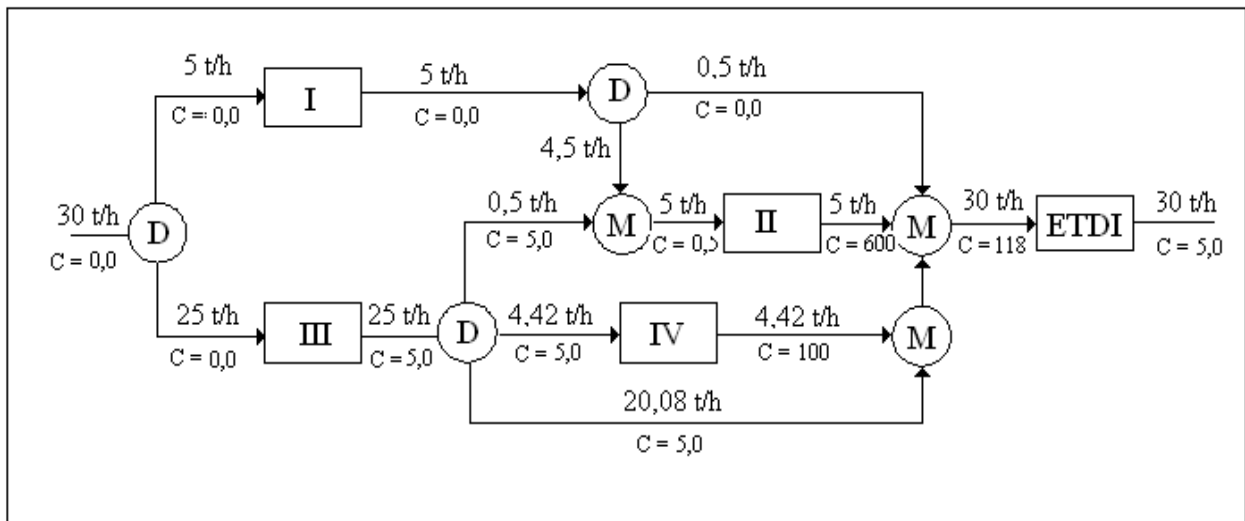 5 t/h
C = 0,0
I
5 t/h
C = 0,0
D
0,5 t/h
C = 0,0
4,5 t/h
30 t/h
C = 0,0
D
0,5 t/h
C = 5,0
M
5 t/h
C = 0,5
II
5 t/h
C = 600
M
30 t/h
C = 118
ETDI
30 t/h
C = 5,0
25 t/h
C = 0,0
III
25 t/h
C = 5,0
D
4,42 t/h
C = 5,0
IV
4,42 t/h
C = 100
M
20,08 t/h
C = 5,0